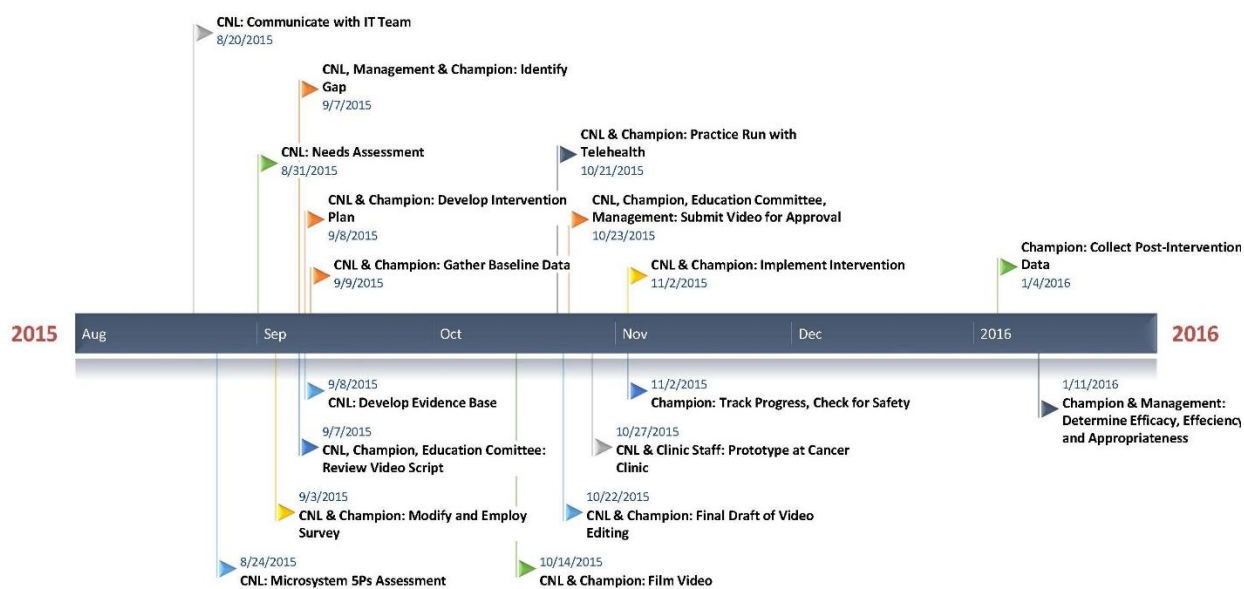 CNL: Communicate with IT Team
8/20/2015
CNL, Management & Champion: Identify
Gap
9/7/2015
CNL: Needs Assessment
8/31/2015
CNL & Champion: Practice Run with
Telehealth
10/21/2015
CNL & Champion: Develop Intervention
Plan
9/8/2015
CNL, Champion, Education Committee,
Management: Submit Video for Approval
10/23/2015
CNL & Champion: Gather Baseline Data
9/9/2015
CNL & Champion: Implement Intervention
11/2/2015
Champion: Collect Post-Intervention
Data
1/4/2016
2015
Aug
Sep
Oct
Nov
Dec
2016
2016
9/8/2015
CNL: Develop Evidence Base
11/2/2015
Champion: Track Progress, Check for Safety
1/11/2016
Champion & Management:
Determine Efficacy, Effeciency
and Appropriateness
9/7/2015
CNL, Champion, Education Comittee:
Review Video Script
10/27/2015
CNL & Clinic Staff: Prototype at Cancer
Clinic
9/3/2015
CNL & Champion: Modify and Employ
Survey
10/22/2015
CNL & Champion: Final Draft of Video
Editing
8/24/2015
CNL: Microsystem 5Ps Assessment
10/14/2015
CNL & Champion: Film Video